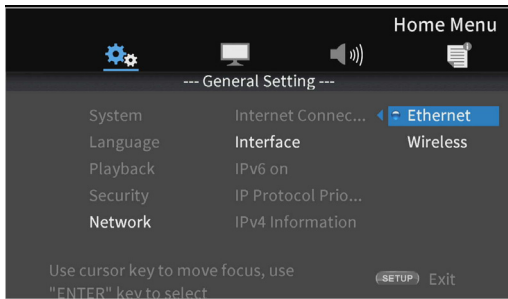 Home Menu
--- General Setting ---
System Internet Connec... Ethernet
Language Interface Wireless
Playback IPv6 on
Security IP Protocol Prio...
Network IPv4 Information
Use cursor key to move focus, use
"ENTER" key to select
SETUP Exit